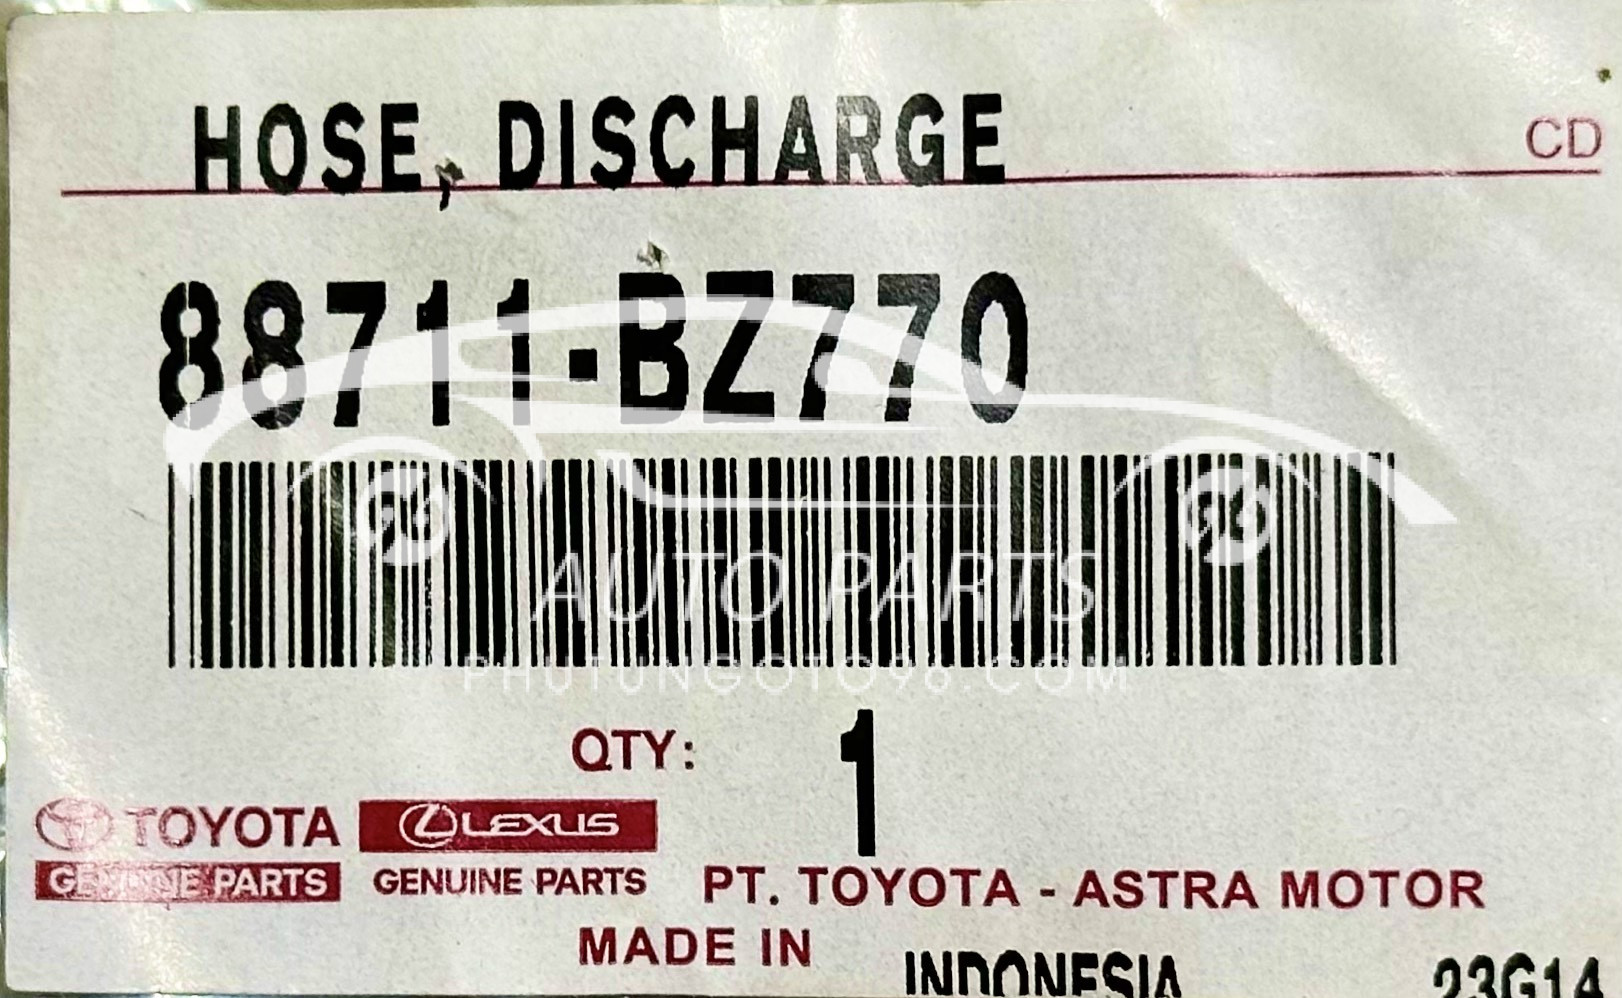 HOSE, DISCHARGE
CD
88711-BZ770
AUTO PARTS
PHUTUNGOTO96.COM
QTY: 1
TOYOTA LEXUS
GENUINE PARTS GENUINE PARTS
PT. TOYOTA - ASTRA MOTOR
MADE IN INDONESIA 23G14